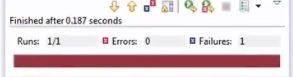 Finished after 0.187 seconds
Runs: 1/1 Errors: 0 Failures: 1